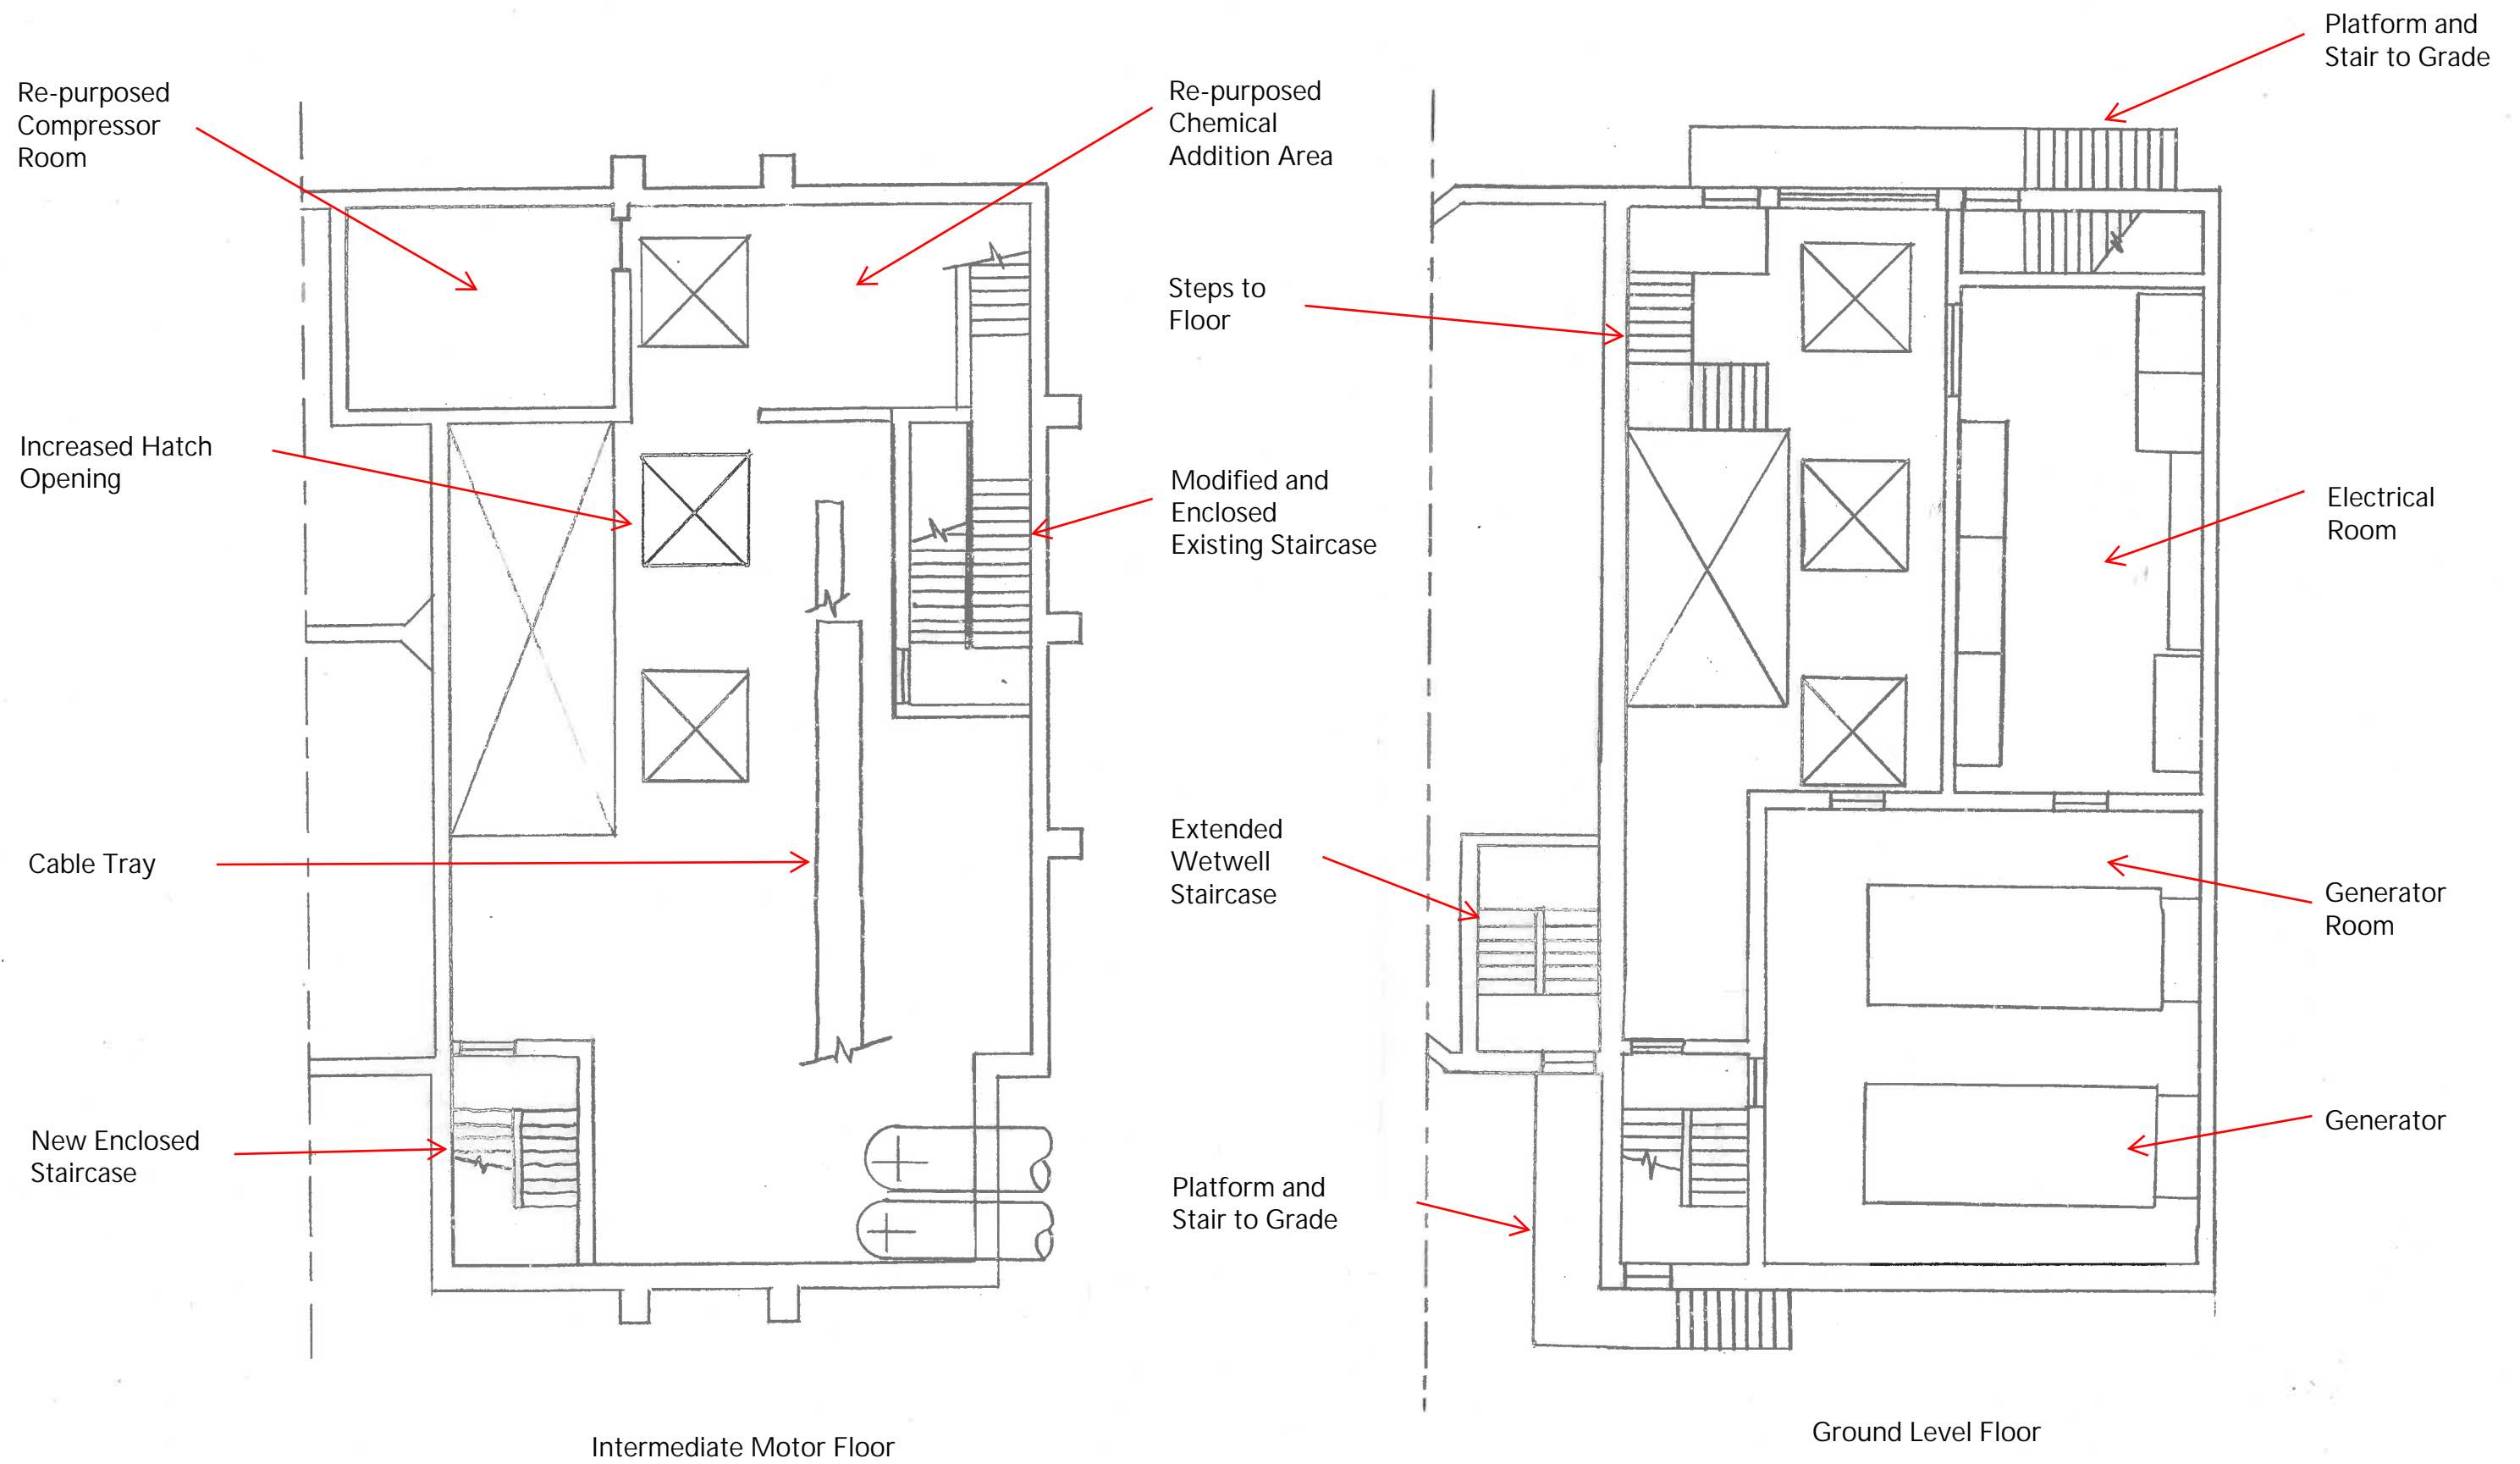 Re-purposed
Compressor
Room
Increased Hatch
Opening
Cable Tray
New Enclosed
Staircase
Re-purposed
Chemical
Addition Area
Steps to
Floor
Modified and
Enclosed
Existing Staircase
Extended
Wetwell
Staircase
Platform and
Stair to Grade
Platform and
Stair to Grade
Electrical
Room
Generator
Room
Generator
Intermediate Motor Floor
Ground Level Floor